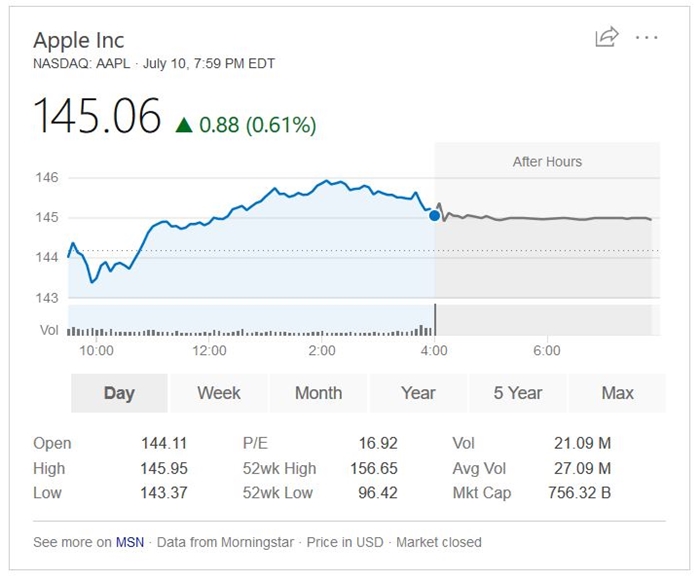 Apple Inc
NASDAQ: AAPL · July 10, 7:59 PM EDT
145.06 ▲ 0.88 (0.61%)
After Hours
146
145
144
143
Vol
10:00 12:00 2:00 4:00 6:00
Day Week Month Year 5 Year Max
Open 144.11 P/E 16.92 Vol 21.09 M
High 145.95 52wk High 156.65 Avg Vol 27.09 M
Low 143.37 52wk Low 96.42 Mkt Cap 756.32 B
See more on MSN · Data from Morningstar · Price in USD · Market closed